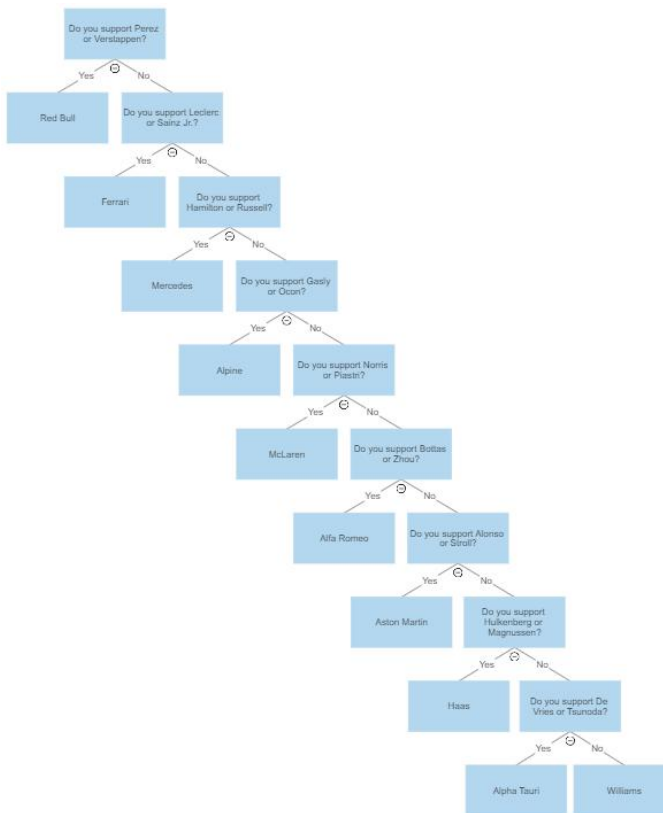 Do you support Perez
or Verstappen?
Yes
No
Red Bull
Do you support Leclerc
or Sainz Jr.?
Yes
No
Ferrari
Do you support
Hamilton or Russell?
Yes
No
Mercedes
Do you support Gasly
or Ocon?
Yes
No
Alpine
Do you support Norris
or Piastri?
Yes
No
McLaren
Do you support Bottas
or Zhou?
Yes
No
Alfa Romeo
Do you support Alonso
or Stroll?
Yes
No
Aston Martin
Do you support
Hulkenberg or
Magnussen?
Yes
No
Haas
Do you support De
Vries or Tsunoda?
Yes
No
Alpha Tauri
Williams